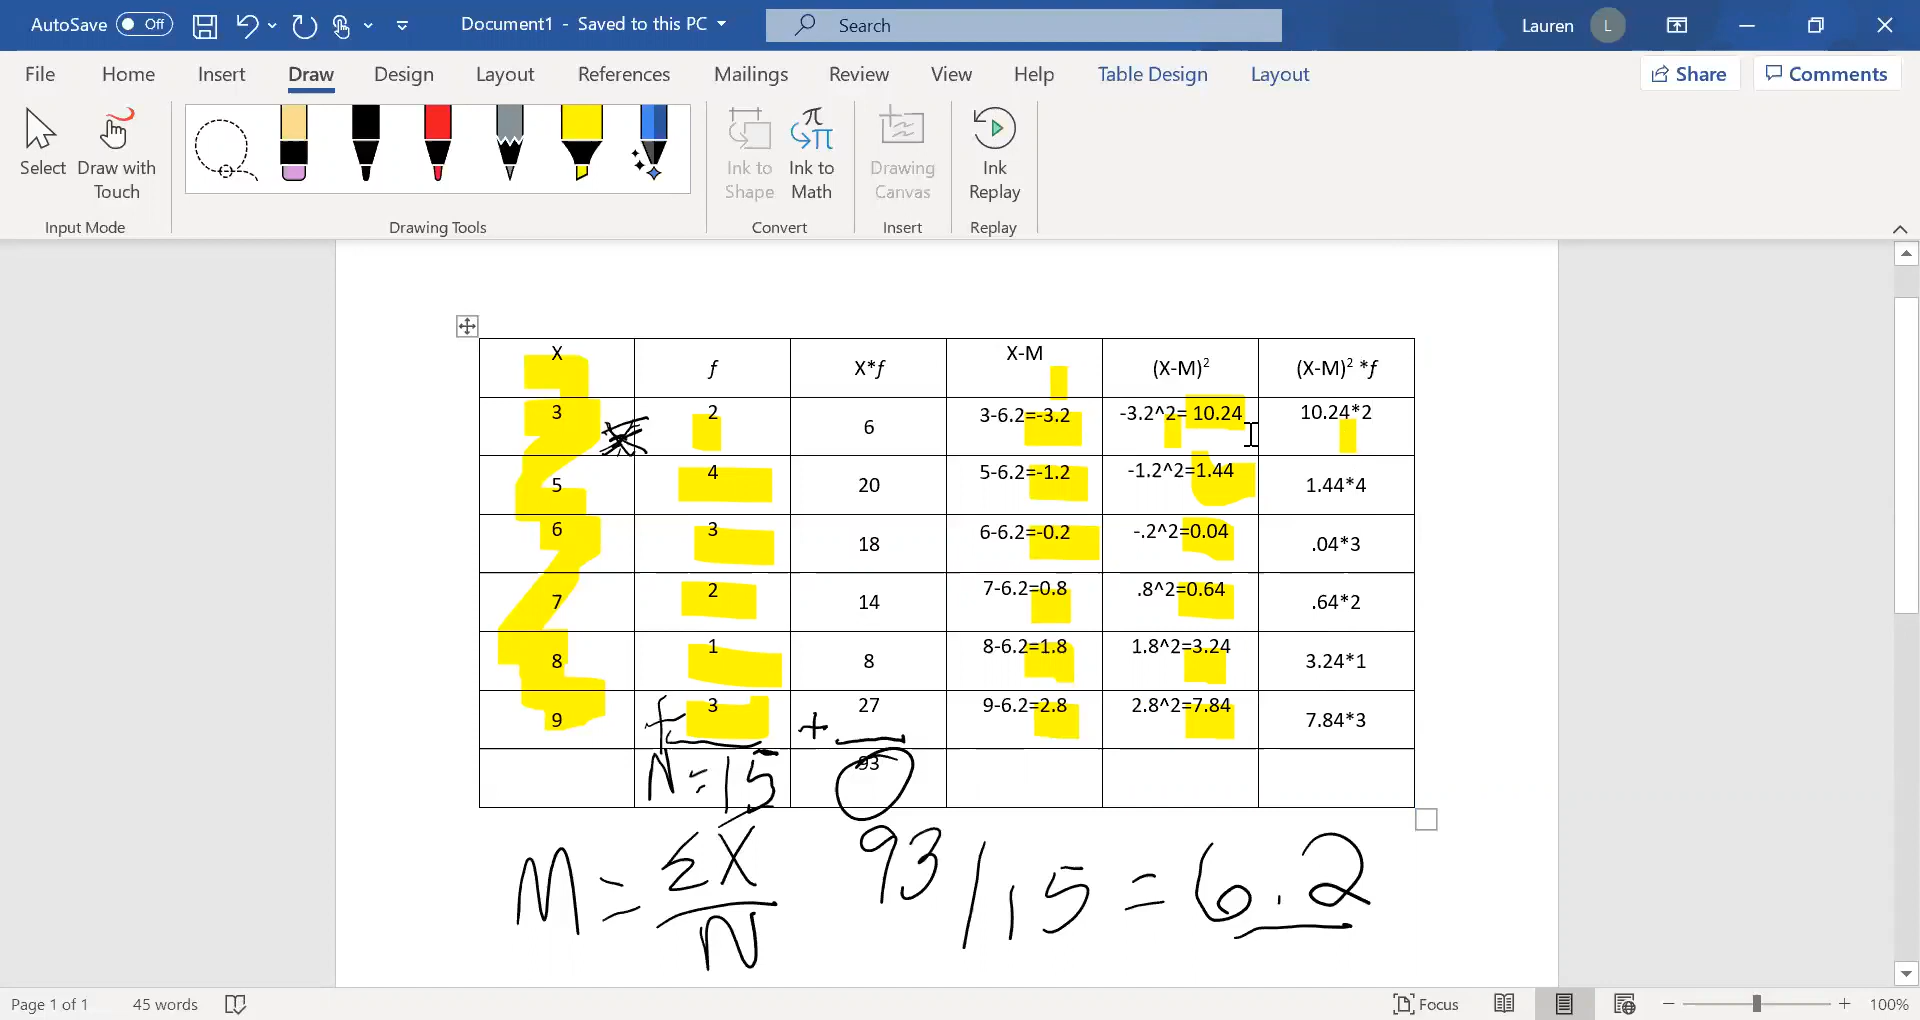 AutoSave Off Document1 - Saved to this PC Search Lauren L
File Home Insert Draw Design Layout References Mailings Review View Help Table Design Layout Share Comments
Select Draw with Touch Ink to Shape Ink to Math Drawing Canvas Ink Replay
Input Mode Drawing Tools Convert Insert Replay
X f X*f X-M (X-M)² (X-M)² *f
3 * 2 6 3-6.2=-3.2 -3.2^2= 10.24 10.24*2
5 4 20 5-6.2=-1.2 -1.2^2=1.44 1.44*4
6 3 18 6-6.2=-0.2 -.2^2=0.04 .04*3
7 2 14 7-6.2=0.8 .8^2=0.64 .64*2
8 1 8 8-6.2=1.8 1.8^2=3.24 3.24*1
9 + 3 + 27 9-6.2=2.8 2.8^2=7.84 7.84*3
N=15 93
M = ΣX / N 93 / 15 = 6.2
Page 1 of 1 45 words Focus 100%